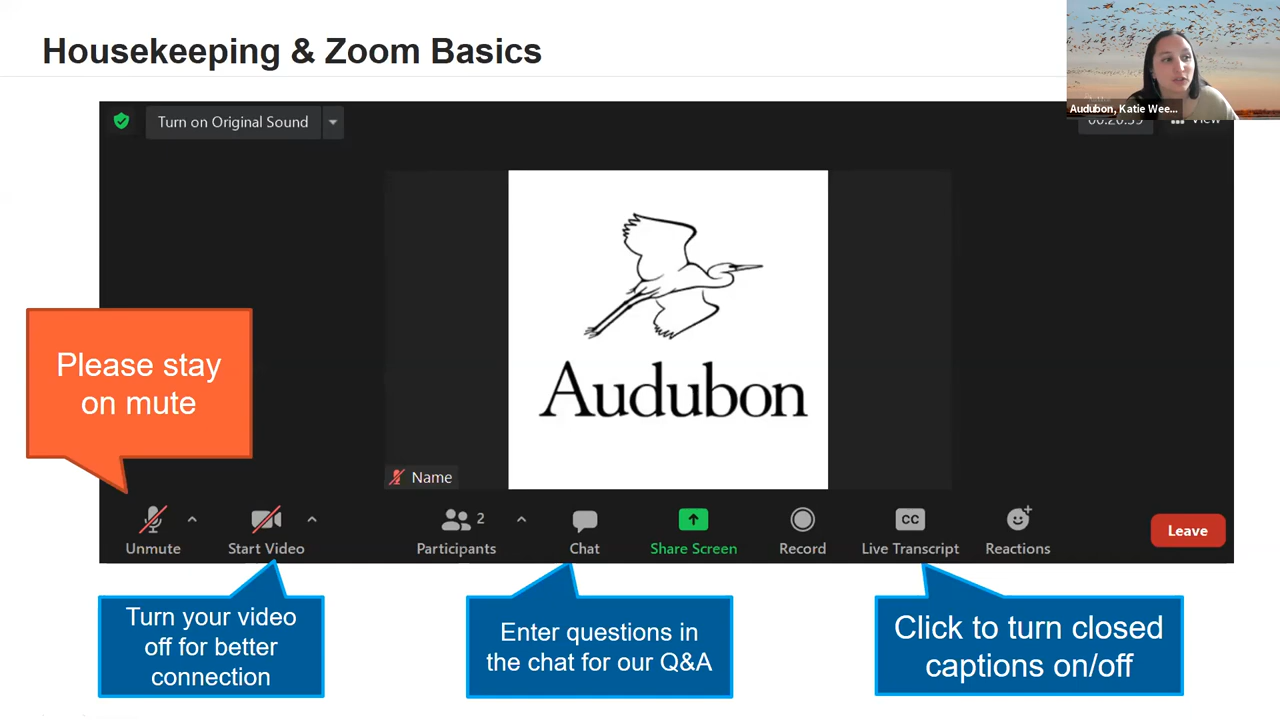 Housekeeping & Zoom Basics
Audubon, Katie Wee...
Turn on Original Sound
View
Audubon
Please stay
on mute
Name
2
Unmute
Start Video
Participants
Chat
Share Screen
Record
CC
Live Transcript
Reactions
Leave
Turn your video
off for better
connection
Enter questions in
the chat for our Q&A
Click to turn closed
captions on/off